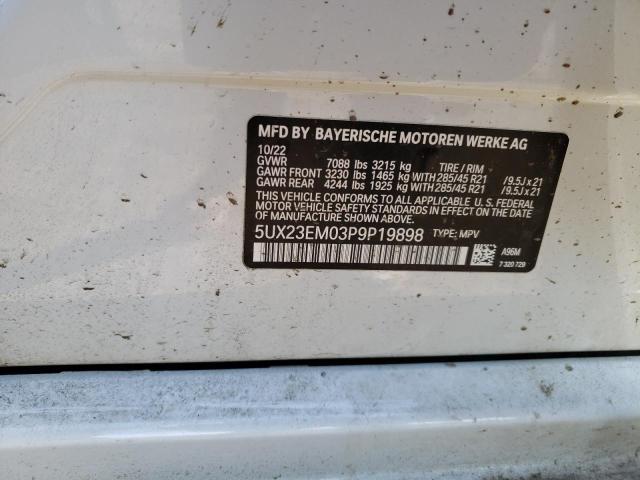 MFD BY BAYERISCHE MOTOREN WERKE AG
10/22
GVWR 7088 lbs 3215 kg TIRE / RIM
GAWR FRONT 3230 lbs 1465 kg WITH 285/45 R21 /9.5J x 21
GAWR REAR 4244 lbs 1925 kg WITH 285/45 R21 /9.5J x 21
THIS VEHICLE CONFORMS TO ALL APPLICABLE U. S. FEDERAL
MOTOR VEHICLE SAFETY STANDARDS IN EFFECT ON
THE DATE OF MANUFACTURE SHOWN ABOVE.
5UX23EM03P9P19898 TYPE: MPV
A96M
7 320 729